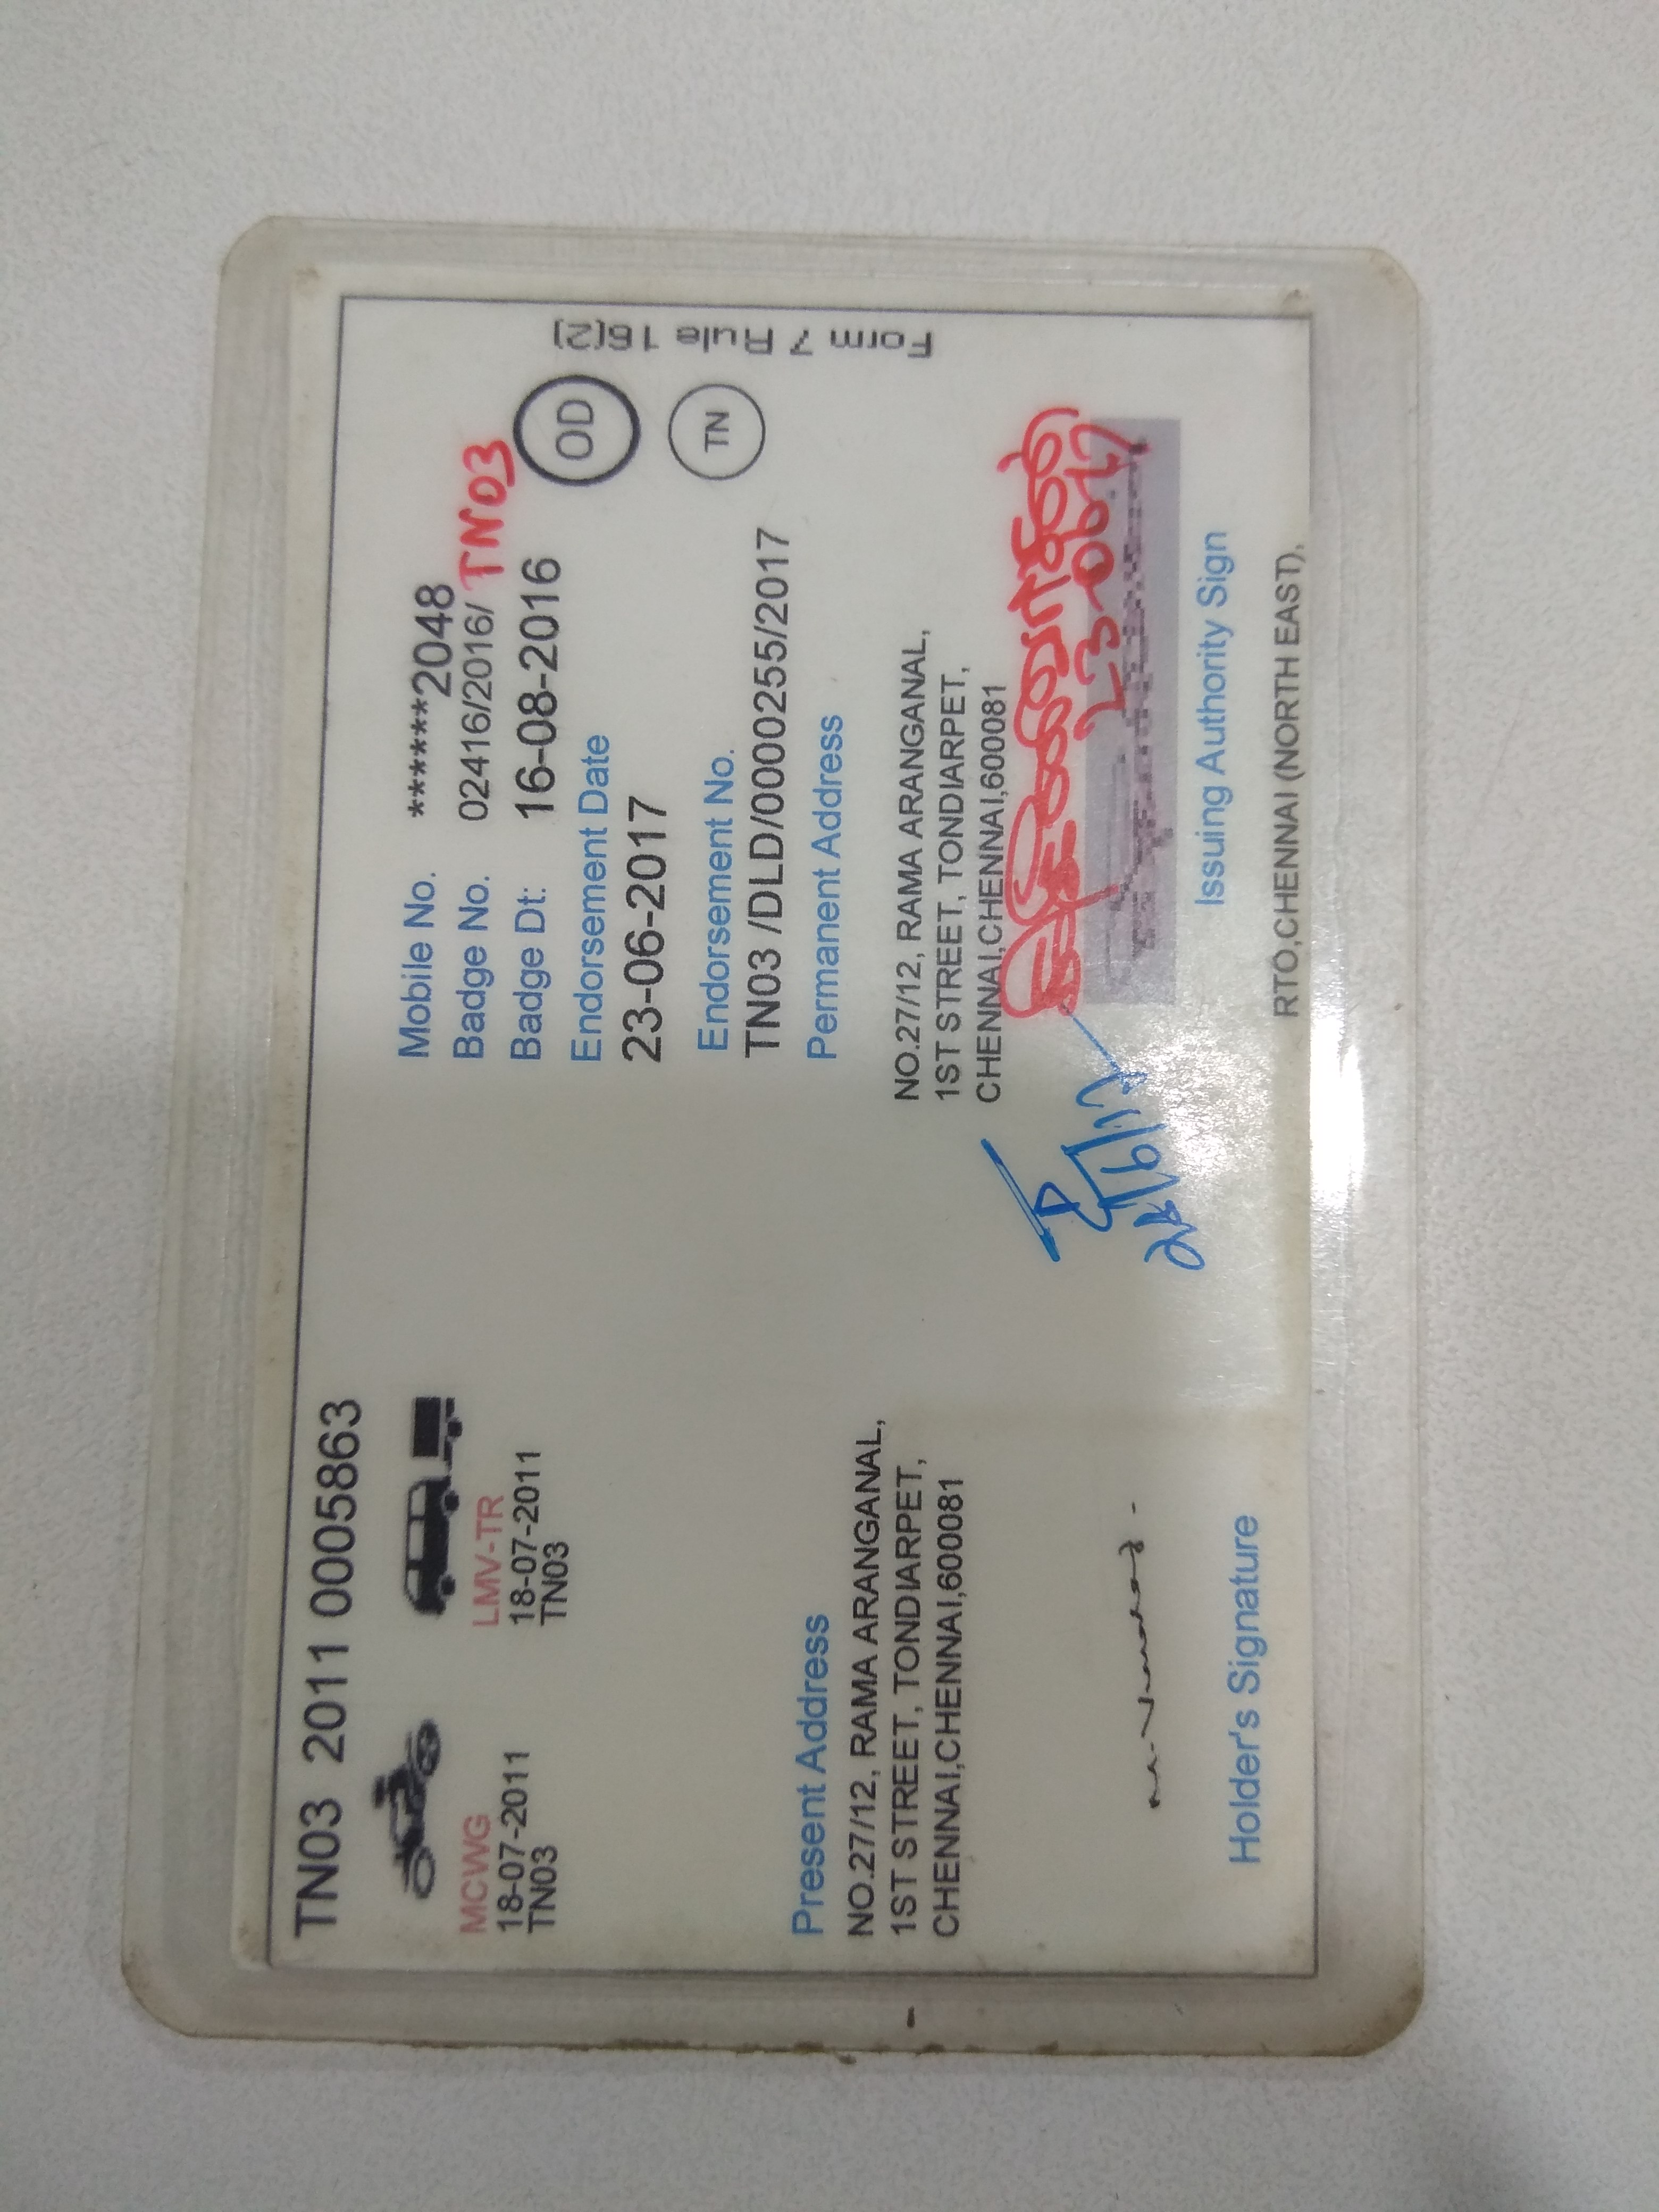 TN03 2011 0005863
MCWG
18-07-2011
TN03
LMV-TR
18-07-2011
TN03
Mobile No. ******2048
Badge No. 02416/2016/ TN03
Badge Dt: 16-08-2016
Endorsement Date
23-06-2017
Endorsement No.
TN03 /DLD/0000255/2017
OD
TN
Form 7 Rule 16(2)
Present Address
NO.27/12, RAMA ARANGANAL,
1ST STREET, TONDIARPET,
CHENNAI,CHENNAI,600081
Holder's Signature
Permanent Address
NO.27/12, RAMA ARANGANAL,
1ST STREET, TONDIARPET,
CHENNAI,CHENNAI,600081
23-06-17
Issuing Authority Sign
RTO,CHENNAI (NORTH EAST),